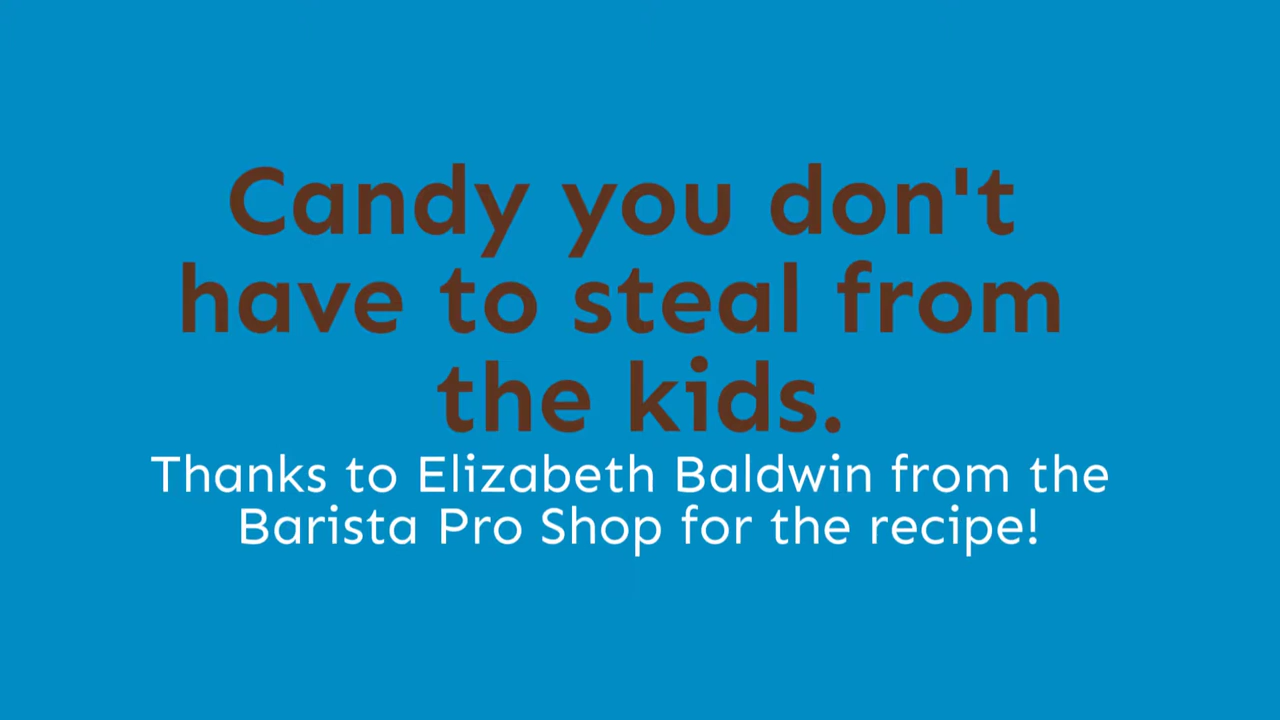 Candy you don't
have to steal from
the kids.
Thanks to Elizabeth Baldwin from the
Barista Pro Shop for the recipe!